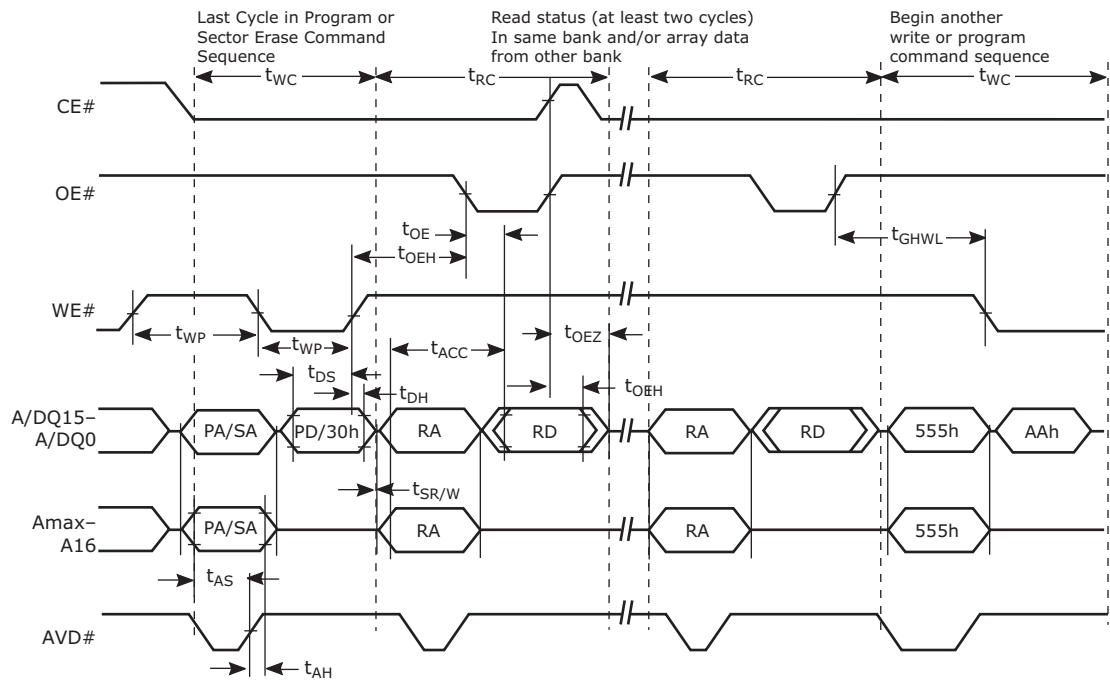 Last Cycle in Program or
Sector Erase Command
Sequence
Read status (at least two cycles)
In same bank and/or array data
from other bank
Begin another
write or program
command sequence
tWC
tRC
tRC
tWC
CE#
OE#
tOE
tOEH
tGHWL
WE#
tWP
tWP
tACC
tOEZ
tDS
tDH
tOEH
A/DQ15–
A/DQ0
PA/SA
PD/30h
RA
RD
RA
RD
555h
AAh
tSR/W
Amax–
A16
PA/SA
RA
RA
555h
tAS
AVD#
tAH